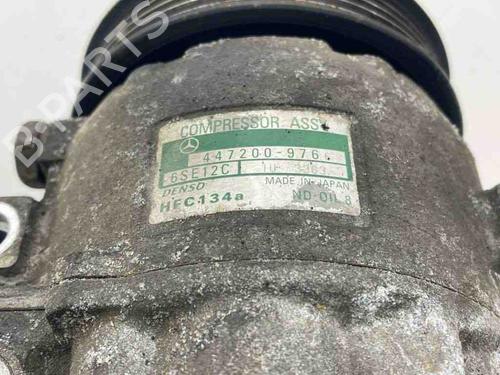 COMPRESSOR ASSY
447200-976
6SE12C
DENSO
MADE IN JAPAN
HFC134a
ND-OIL 8
B-PARTS